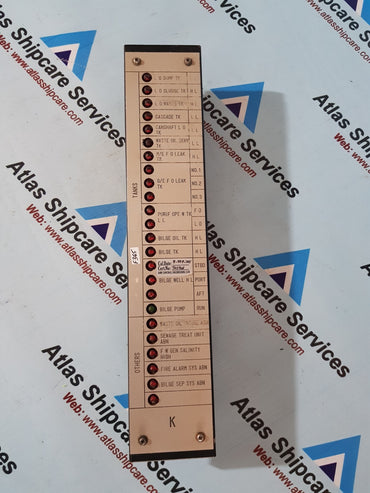 Atlas Shipcare Services
Web: www.atlasshipcare.com
TANKS
L O DUMP TK
L O SLUDGE TK H L
L O WASTE TK H L
CASCADE TK L L
CAMSHAFT L O TK L L
WASTE OIL SERV TK L L
M/E F O LEAK TK H L
G/E F O LEAK TK
NO.1
NO.2
NO.3
PURIF OPE W TK L L
F O
L O
BILGE OIL TK H L
BILGE TK H L
BILGE WELL H L
STBD
PORT
AFT
BILGE PUMP RUN
OTHERS
SEWAGE TREAT UNIT ABN
F W GEN SALINITY HIGH
FIRE ALARM SYS ABN
BILGE SEP SYS ABN
K